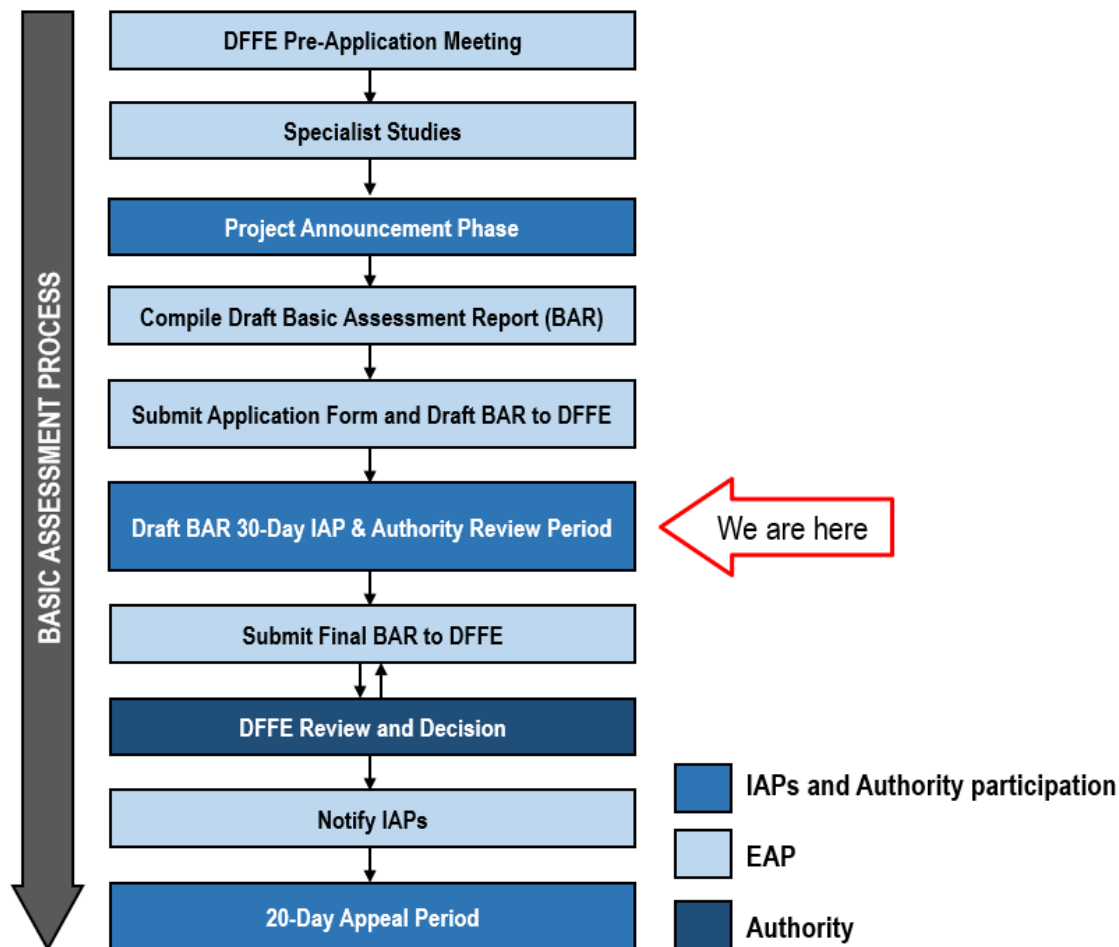 BASIC ASSESSMENT PROCESS
DFFE Pre-Application Meeting
Specialist Studies
Project Announcement Phase
Compile Draft Basic Assessment Report (BAR)
Submit Application Form and Draft BAR to DFFE
Draft BAR 30-Day IAP & Authority Review Period
We are here
Submit Final BAR to DFFE
DFFE Review and Decision
Notify IAPs
20-Day Appeal Period
IAPs and Authority participation
EAP
Authority